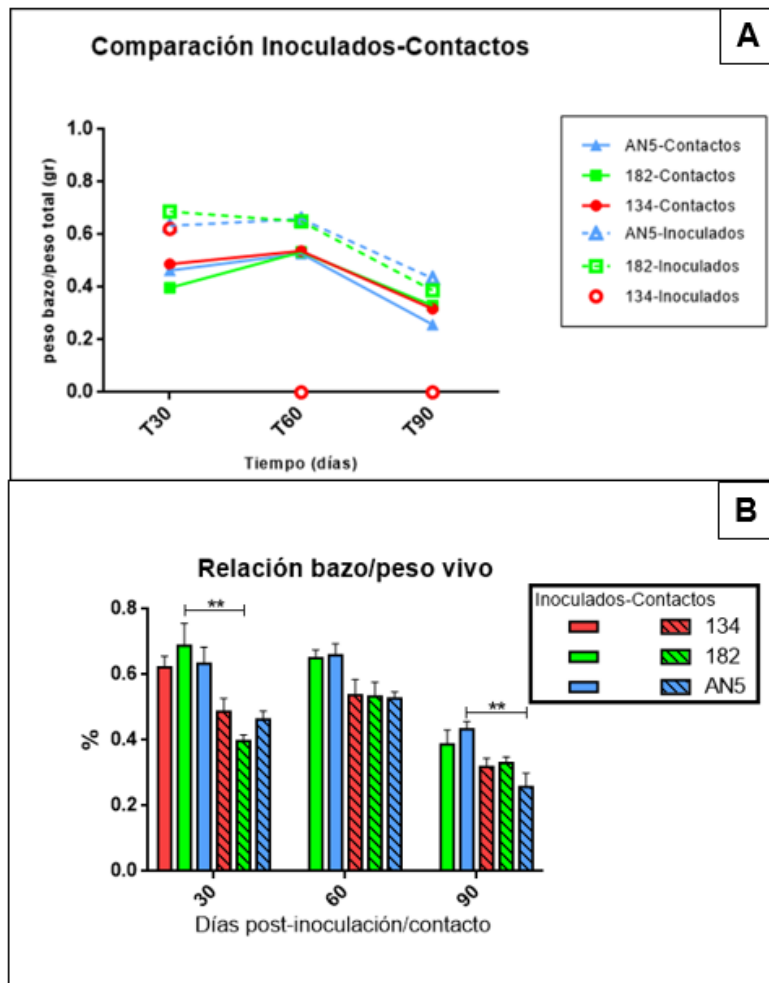 A
Comparación Inoculados-Contactos
1.0
0.8
0.6
0.4
0.2
0.0
peso bazo/peso total (gr)
T30
T60
T90
Tiempo (días)
AN5-Contactos
182-Contactos
134-Contactos
AN5-Inoculados
182-Inoculados
134-Inoculados
B
Relación bazo/peso vivo
0.8
0.6
0.4
0.2
0.0
%
**
**
30
60
90
Días post-inoculación/contacto
Inoculados-Contactos
134
182
AN5